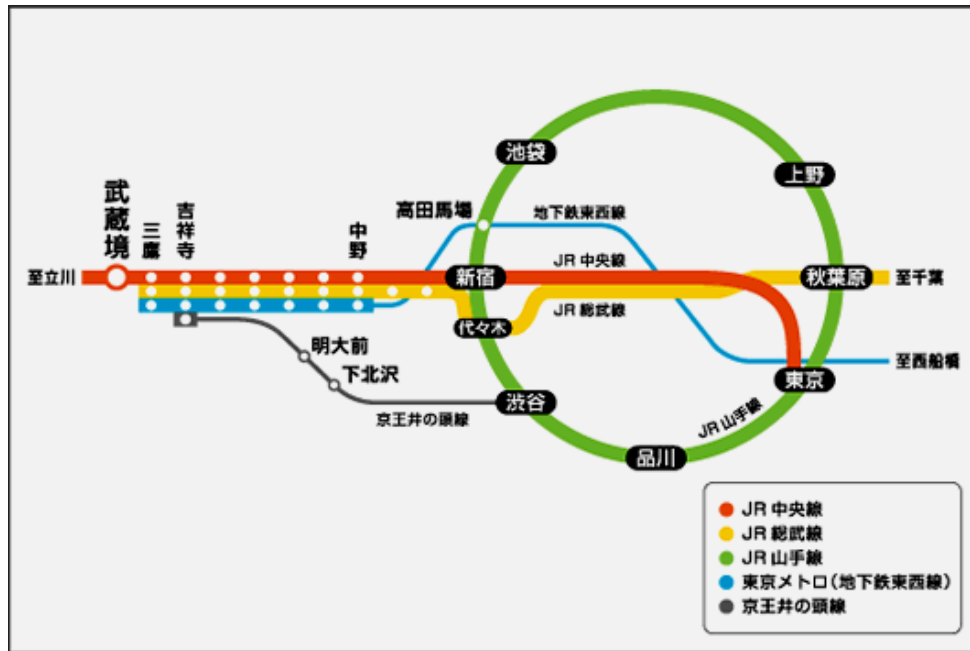 池袋
上野
武蔵境
三鷹
吉祥寺
中野
高田馬場
地下鉄東西線
至立川
新宿
JR 中央線
秋葉原
至千葉
代々木
JR 総武線
明大前
下北沢
至西船橋
東京
渋谷
京王井の頭線
JR 山手線
品川
JR 中央線
JR 総武線
JR 山手線
東京メトロ(地下鉄東西線)
京王井の頭線